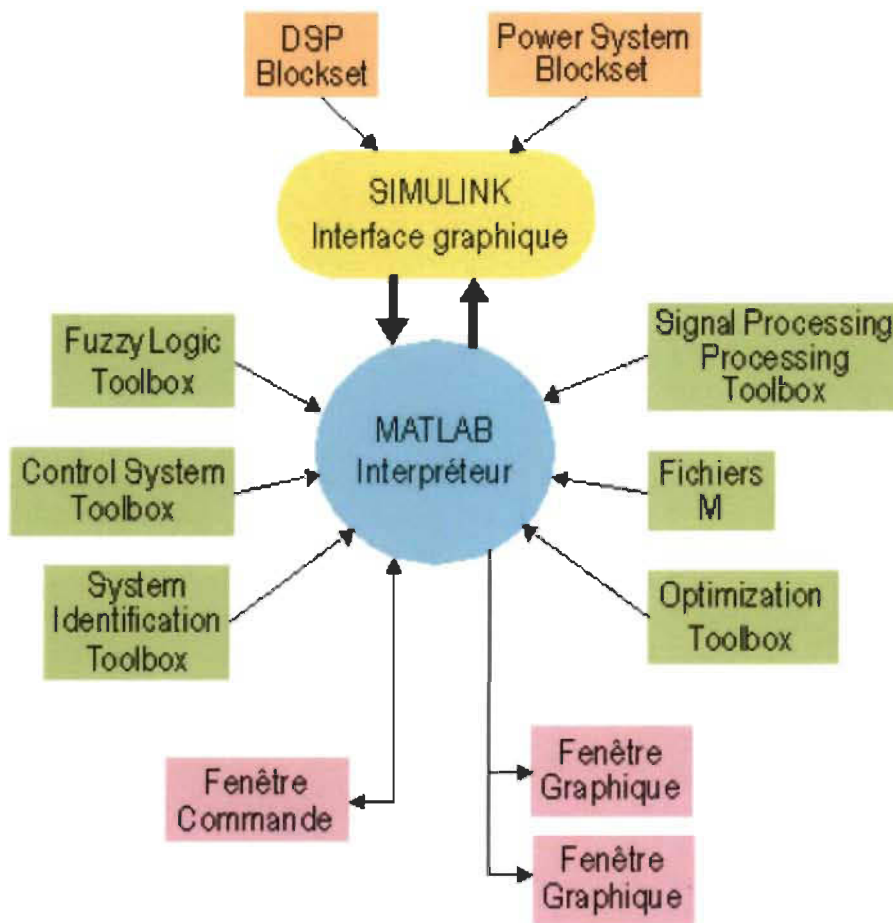 DSP
Blockset
Power System
Blockset
SIMULINK
Interface graphique
Fuzzy Logic
Toolbox
Signal Processing
Processing
Toolbox
MATLAB
Interpréteur
Control System
Toolbox
Fichiers
M
System
Identification
Toolbox
Optimization
Toolbox
Fenêtre
Commande
Fenêtre
Graphique
Fenêtre
Graphique